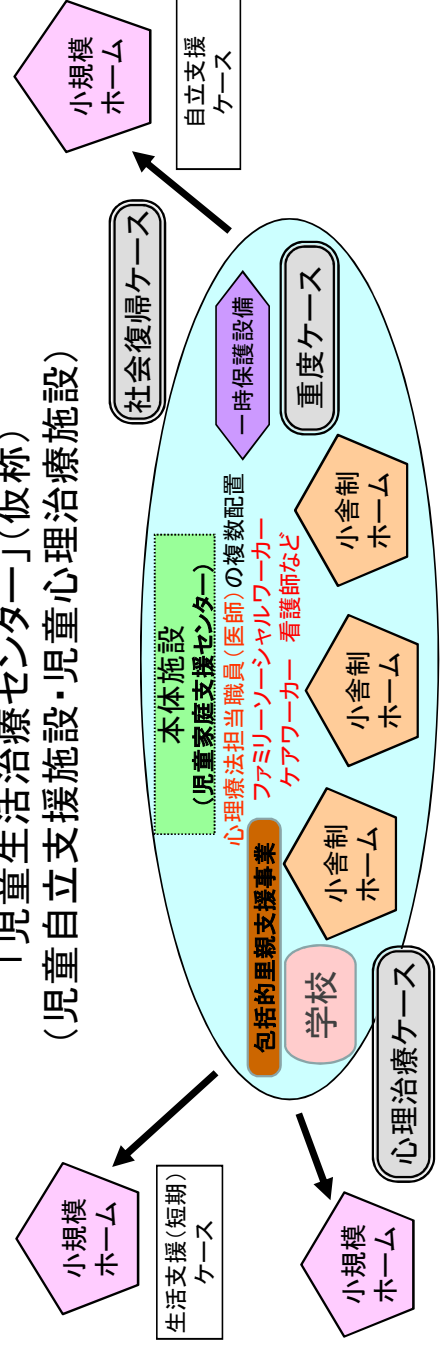 「児童生活治療センター」(仮称)
(児童自立支援施設・児童心理治療施設)
小規模
ホーム
生活支援(短期)
ケース
小規模
ホーム
心理治療ケース
本体施設
(児童家庭支援センター)
心理療法担当職員(医師)の複数配置
ファミリーソーシャルワーカー
ケアワーカー 看護師など
包括的里親支援事業
学校
小舎制
ホーム
小舎制
ホーム
小舎制
ホーム
一時保護設備
重度ケース
社会復帰ケース
小規模
ホーム
自立支援
ケース